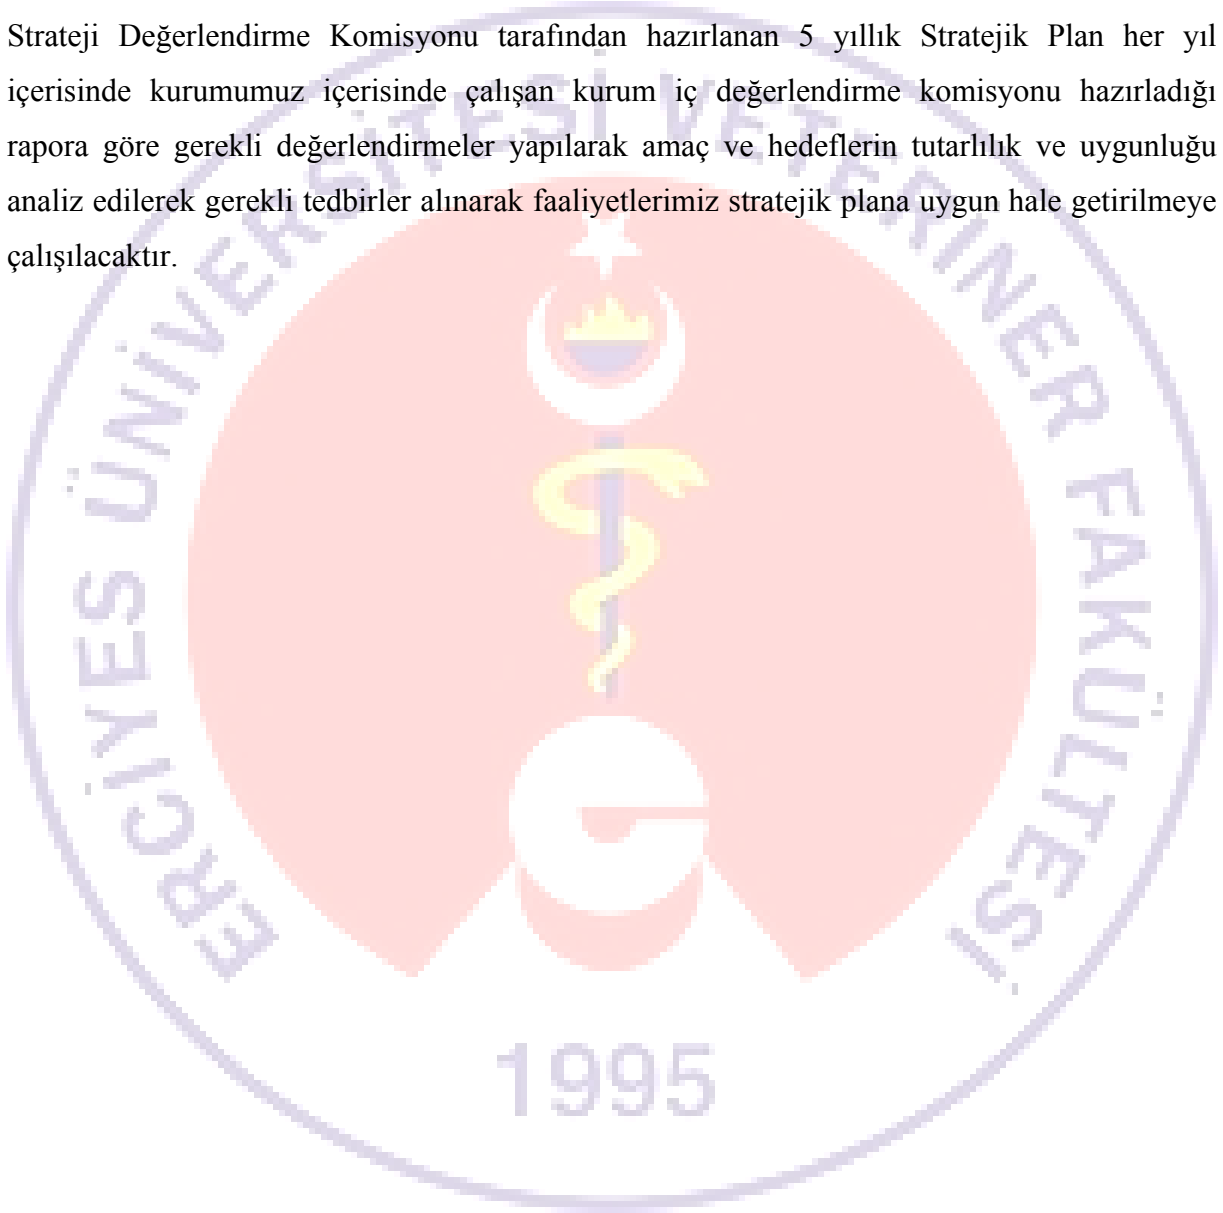 Strateji Değerlendirme Komisyonu tarafından hazırlanan 5 yıllık Stratejik Plan her yıl
içerisinde kurumumuz içerisinde çalışan kurum iç değerlendirme komisyonu hazırladığı
rapora göre gerekli değerlendirmeler yapılarak amaç ve hedeflerin tutarlılık ve uygunluğu
analiz edilerek gerekli tedbirler alınarak faaliyetlerimiz stratejik plana uygun hale getirilmeye
çalışılacaktır.
ERCİYES ÜNİVERSİTESİ VETERINER FAKÜLTESİ
1995